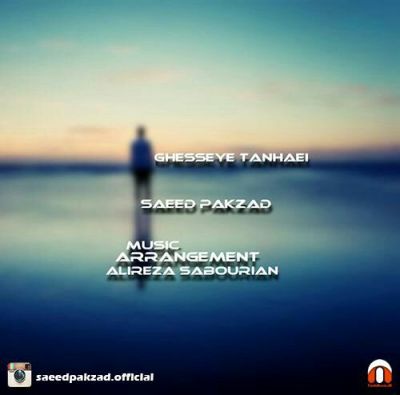 GHESSEYE TANHAEI
SAEED PAKZAD
MUSIC
ARRANGEMENT
ALIREZA SABOURIAN
saeedpakzad.official